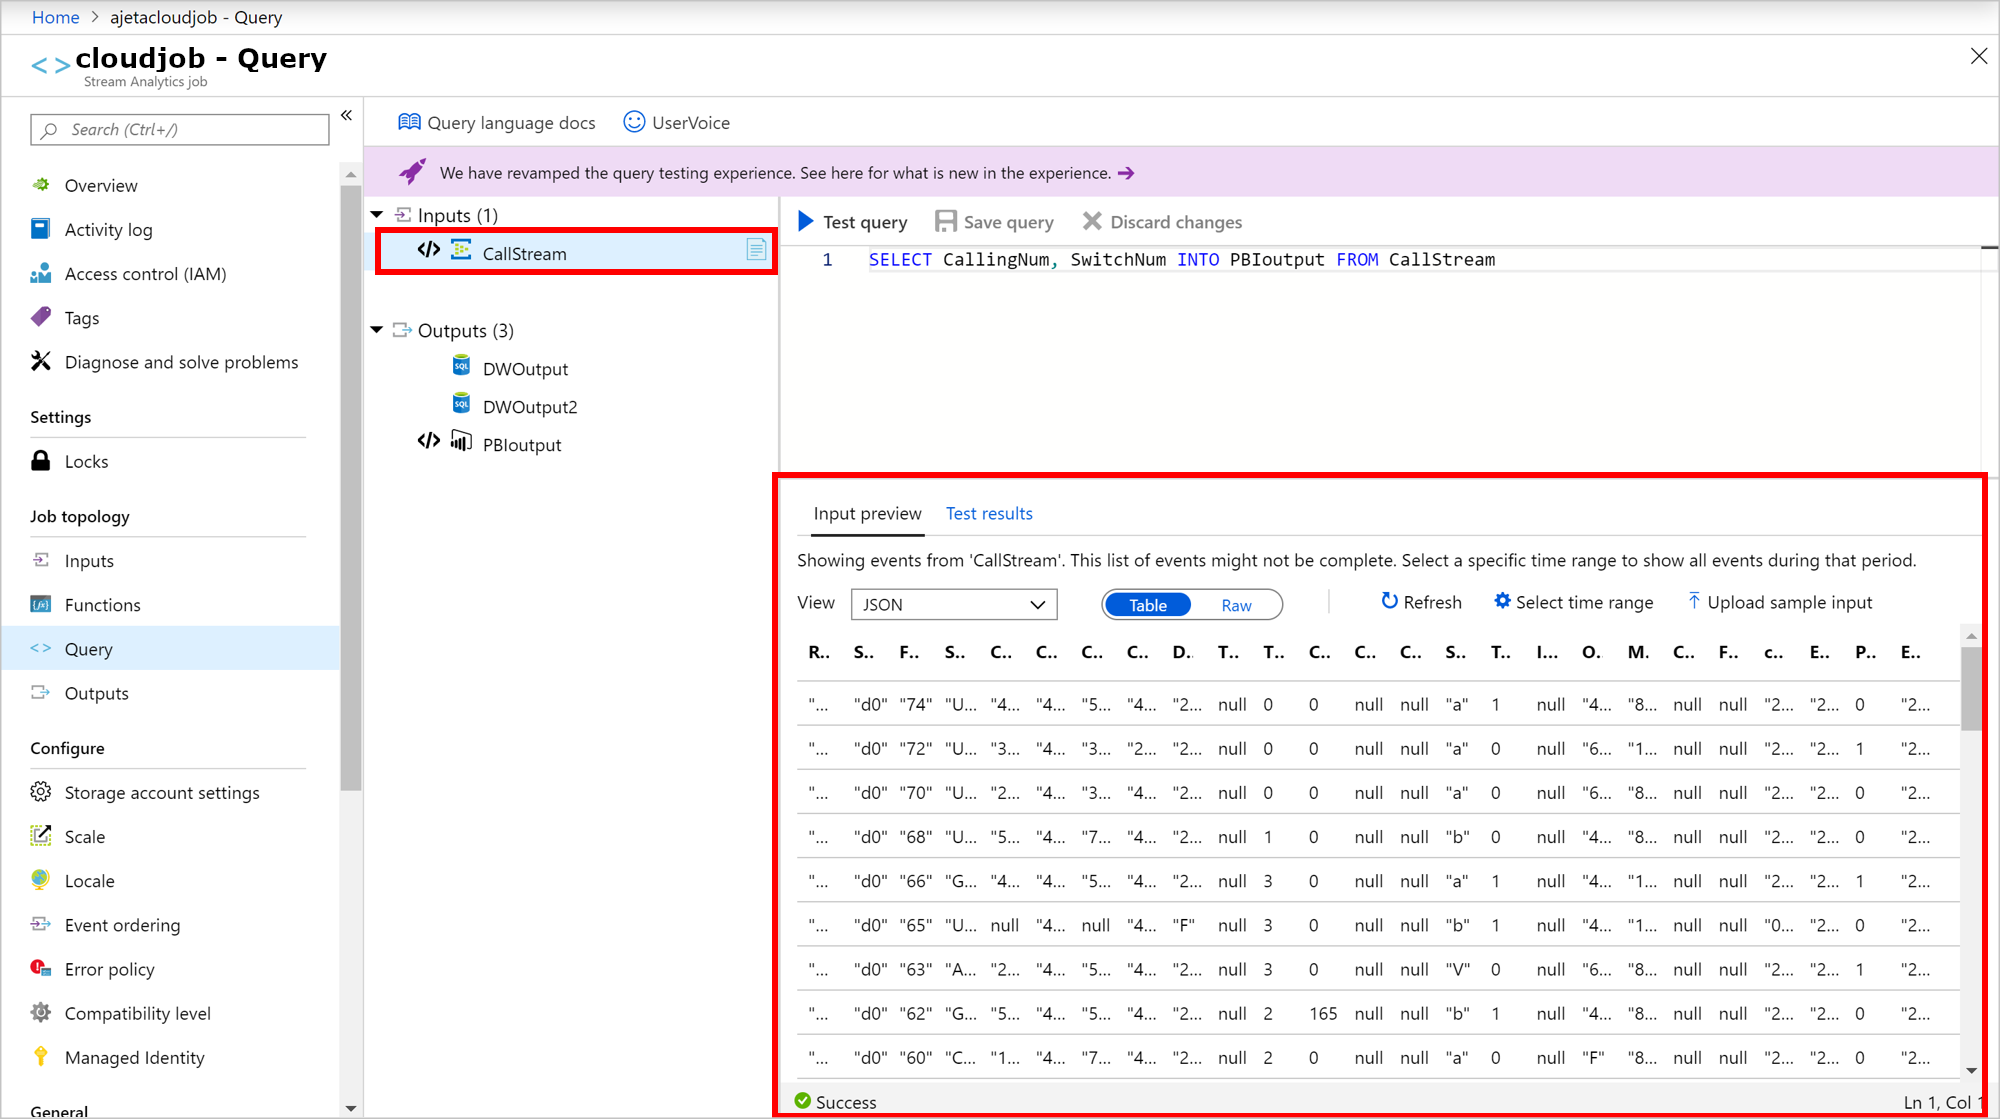 Home > ajetacloudjob - Query
<> cloudjob - Query
Stream Analytics job
Search (Ctrl+/)
«
Overview
Activity log
Access control (IAM)
Tags
Diagnose and solve problems
Settings
Locks
Job topology
Inputs
Functions
Query
Outputs
Configure
Storage account settings
Scale
Locale
Event ordering
Error policy
Compatibility level
Managed Identity
General
Query language docs UserVoice
We have revamped the query testing experience. See here for what is new in the experience. →
Inputs (1)
</> CallStream
Outputs (3)
SQL DWOutput
SQL DWOutput2
</> PBIoutput
Test query Save query Discard changes
1 SELECT CallingNum, SwitchNum INTO PBIoutput FROM CallStream
Input preview Test results
Showing events from 'CallStream'. This list of events might not be complete. Select a specific time range to show all events during that period.
View JSON Table Raw Refresh Select time range Upload sample input
R.. S.. F.. S.. C.. C.. C.. C.. D.. T.. T.. C.. C.. C.. S.. T.. I... O.. M.. C.. F.. c.. E.. P.. E..
"... "d0" "74" "U... "4... "4... "5... "4... "2... null 0 0 null null "a" 1 null "4... "8... null null "2... "2... 0 "2...
"... "d0" "72" "U... "3... "4... "3... "2... "2... null 0 0 null null "a" 0 null "6... "1... null null "2... "2... 1 "2...
"... "d0" "70" "U... "2... "4... "3... "4... "2... null 0 0 null null "a" 0 null "6... "8... null null "2... "2... 0 "2...
"... "d0" "68" "U... "5... "4... "7... "4... "2... null 1 0 null null "b" 0 null "4... "8... null null "2... "2... 0 "2...
"... "d0" "66" "G... "4... "4... "5... "4... "2... null 3 0 null null "a" 1 null "4... "1... null null "2... "2... 1 "2...
"... "d0" "65" "U... null "4... null "4... "F" null 3 0 null null "b" 1 null "4... "1... null null "0... "2... 0 "2...
"... "d0" "63" "A... "2... "4... "5... "4... "2... null 3 0 null null "V" 0 null "6... "8... null null "2... "2... 1 "2...
"... "d0" "62" "G... "5... "4... "5... "4... "2... null 2 165 null null "b" 1 null "4... "8... null null "2... "2... 0 "2...
"... "d0" "60" "C... "1... "4... "7... "4... "2... null 2 0 null null "a" 0 null "F" "8... null null "2... "2... 0 "2...
Success
Ln 1, Col 1